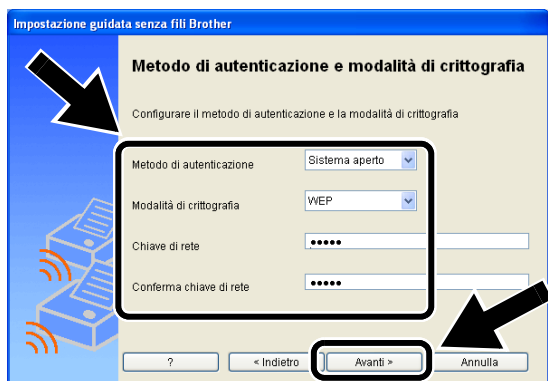 Impostazione guidata senza fili Brother
Metodo di autenticazione e modalità di crittografia
Configurare il metodo di autenticazione e la modalità di crittografia
Metodo di autenticazione
Sistema aperto
Modalità di crittografia
WEP
Chiave di rete
•••••
Conferma chiave di rete
•••••
?
« Indietro
Avanti »
Annulla